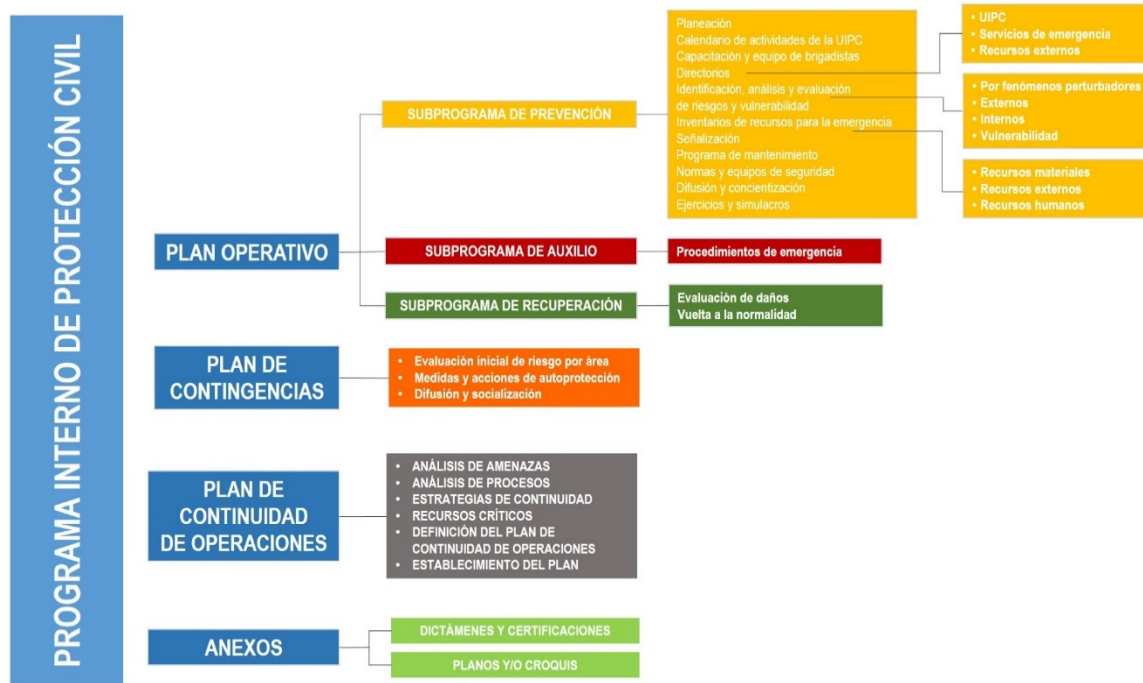 PROGRAMA INTERNO DE PROTECCIÓN CIVIL
PLAN OPERATIVO
SUBPROGRAMA DE PREVENCIÓN
Planeación
Calendario de actividades de la UIPC
Capacitación y equipo de brigadistas
Directorios
Identificación, análisis y evaluación
de riesgos y vulnerabilidad
Inventarios de recursos para la emergencia
Señalización
Programa de mantenimiento
Normas y equipos de seguridad
Difusión y concientización
Ejercicios y simulacros
• UIPC
• Servicios de emergencia
• Recursos externos
• Por fenómenos perturbadores
• Externos
• Internos
• Vulnerabilidad
• Recursos materiales
• Recursos externos
• Recursos humanos
SUBPROGRAMA DE AUXILIO
Procedimientos de emergencia
SUBPROGRAMA DE RECUPERACIÓN
Evaluación de daños
Vuelta a la normalidad
PLAN DE
CONTINGENCIAS
• Evaluación inicial de riesgo por área
• Medidas y acciones de autoprotección
• Difusión y socialización
PLAN DE
CONTINUIDAD
DE OPERACIONES
• ANÁLISIS DE AMENAZAS
• ANÁLISIS DE PROCESOS
• ESTRATEGIAS DE CONTINUIDAD
• RECURSOS CRÍTICOS
• DEFINICIÓN DEL PLAN DE
CONTINUIDAD DE OPERACIONES
• ESTABLECIMIENTO DEL PLAN
ANEXOS
DICTÁMENES Y CERTIFICACIONES
PLANOS Y/O CROQUIS